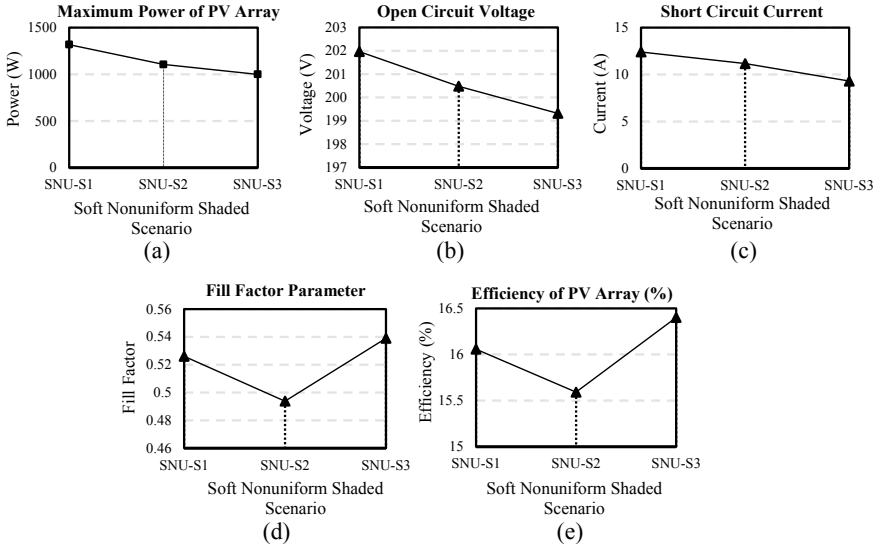 Maximum Power of PV Array
Power (W)
1500
1000
500
0
SNU-S1 SNU-S2 SNU-S3
Soft Nonuniform Shaded
Scenario
(a)
Open Circuit Voltage
Voltage (V)
203
202
201
200
199
198
197
SNU-S1 SNU-S2 SNU-S3
Soft Nonuniform Shaded
Scenario
(b)
Short Circuit Current
Current (A)
15
10
5
0
SNU-S1 SNU-S2 SNU-S3
Soft Nonuniform Shaded
Scenario
(c)
Fill Factor Parameter
Fill Factor
0.56
0.54
0.52
0.5
0.48
0.46
SNU-S1 SNU-S2 SNU-S3
Soft Nonuniform Shaded
Scenario
(d)
Efficiency of PV Array (%)
Efficiency (%)
16.5
16
15.5
15
SNU-S1 SNU-S2 SNU-S3
Soft Nonuniform Shaded
Scenario
(e)